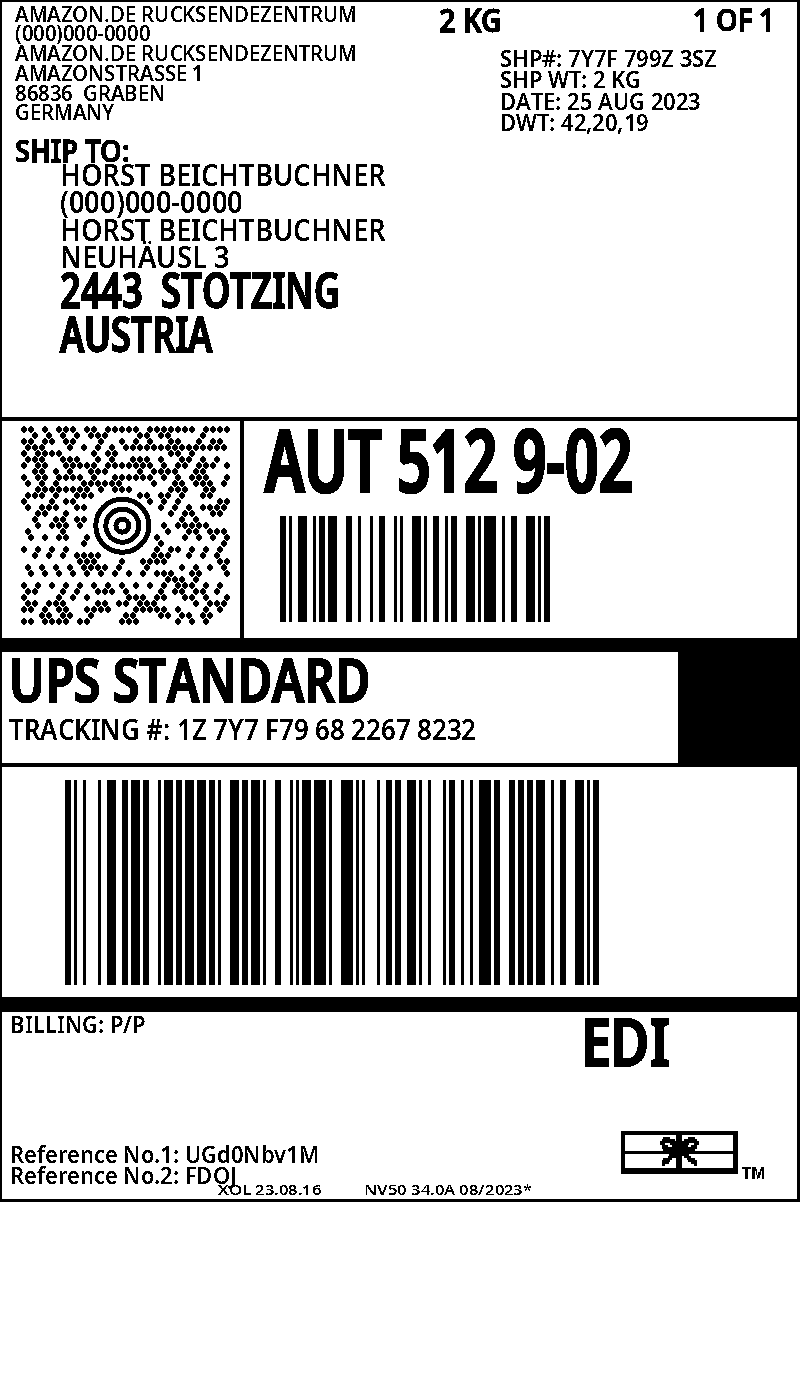 AMAZON.DE RUCKSENDEZENTRUM
(000)000-0000
AMAZON.DE RUCKSENDEZENTRUM
AMAZONSTRASSE 1
86836 GRABEN
GERMANY
2 KG
1 OF 1
SHP#: 7Y7F 799Z 3SZ
SHP WT: 2 KG
DATE: 25 AUG 2023
DWT: 42,20,19
SHIP TO:
HORST BEICHTBUCHNER
(000)000-0000
HORST BEICHTBUCHNER
NEUHÄUSL 3
2443 STOTZING
AUSTRIA
AUT 512 9-02
UPS STANDARD
TRACKING #: 1Z 7Y7 F79 68 2267 8232
BILLING: P/P
EDI
Reference No.1: UGd0Nbv1M
Reference No.2: FDOJ
XOL 23.08.16 NV50 34.0A 08/2023*
TM